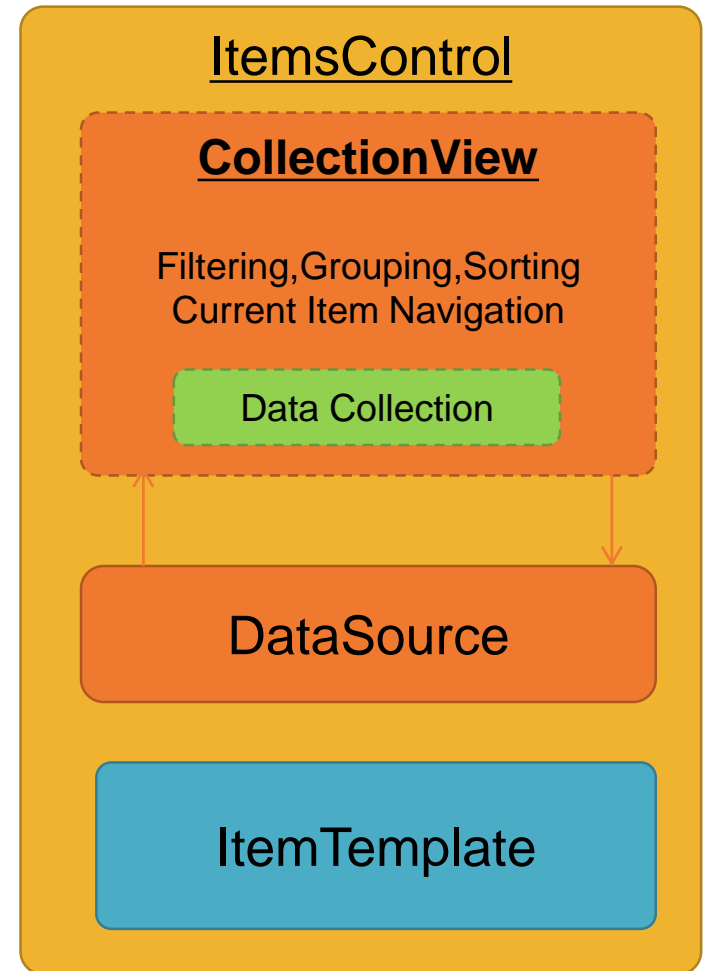 ItemsControl
CollectionView
Filtering,Grouping,Sorting
Current Item Navigation
Data Collection
DataSource
ItemTemplate